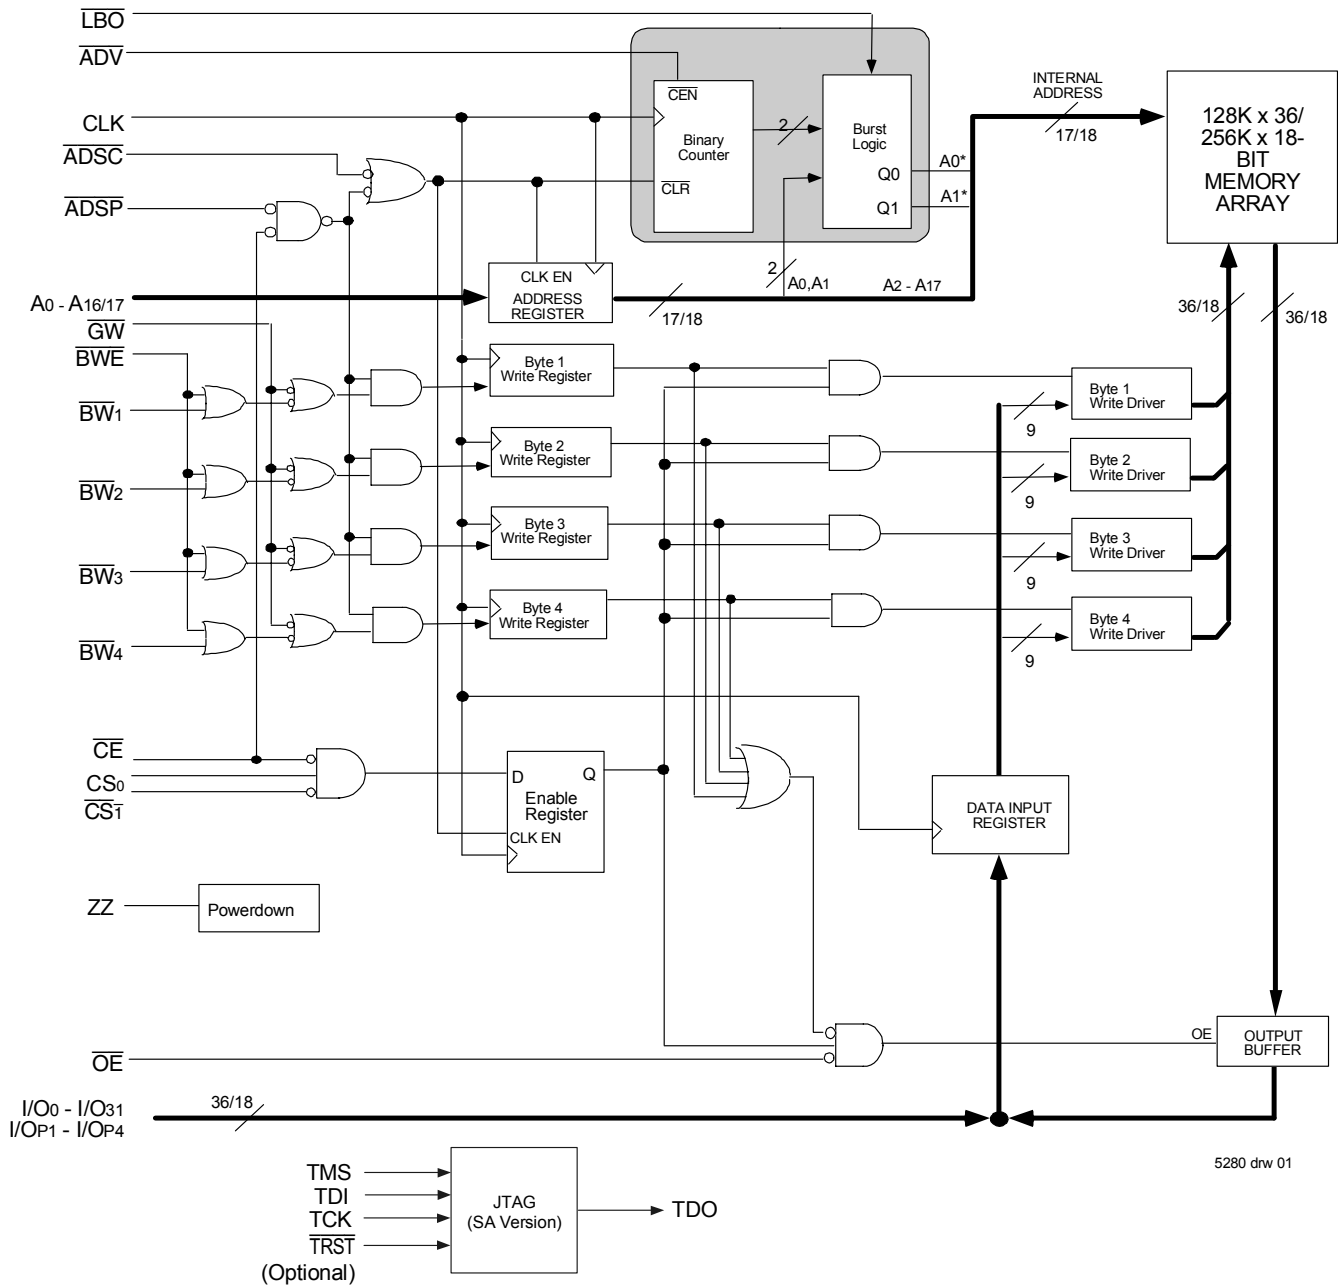 LBO
ADV
CLK
ADSC
ADSP
A0 - A16/17
GW
BWE
BW1
BW2
BW3
BW4
CE
CS0
CS1
ZZ
Powerdown
OE
I/O0 - I/O31
I/OP1 - I/OP4
36/18
CEN
Binary
Counter
CLR
2
Burst
Logic
Q0
Q1
A0*
A1*
INTERNAL
ADDRESS
17/18
128K x 36/
256K x 18-
BIT
MEMORY
ARRAY
CLK EN
ADDRESS
REGISTER
17/18
2
A0,A1
A2 - A17
36/18
36/18
Byte 1
Write Register
Byte 2
Write Register
Byte 3
Write Register
Byte 4
Write Register
Byte 1
Write Driver
9
Byte 2
Write Driver
9
Byte 3
Write Driver
9
Byte 4
Write Driver
9
D
Q
Enable
Register
CLK EN
DATA INPUT
REGISTER
OE
OUTPUT
BUFFER
5280 drw 01
TMS
TDI
TCK
TRST
(Optional)
JTAG
(SA Version)
TDO